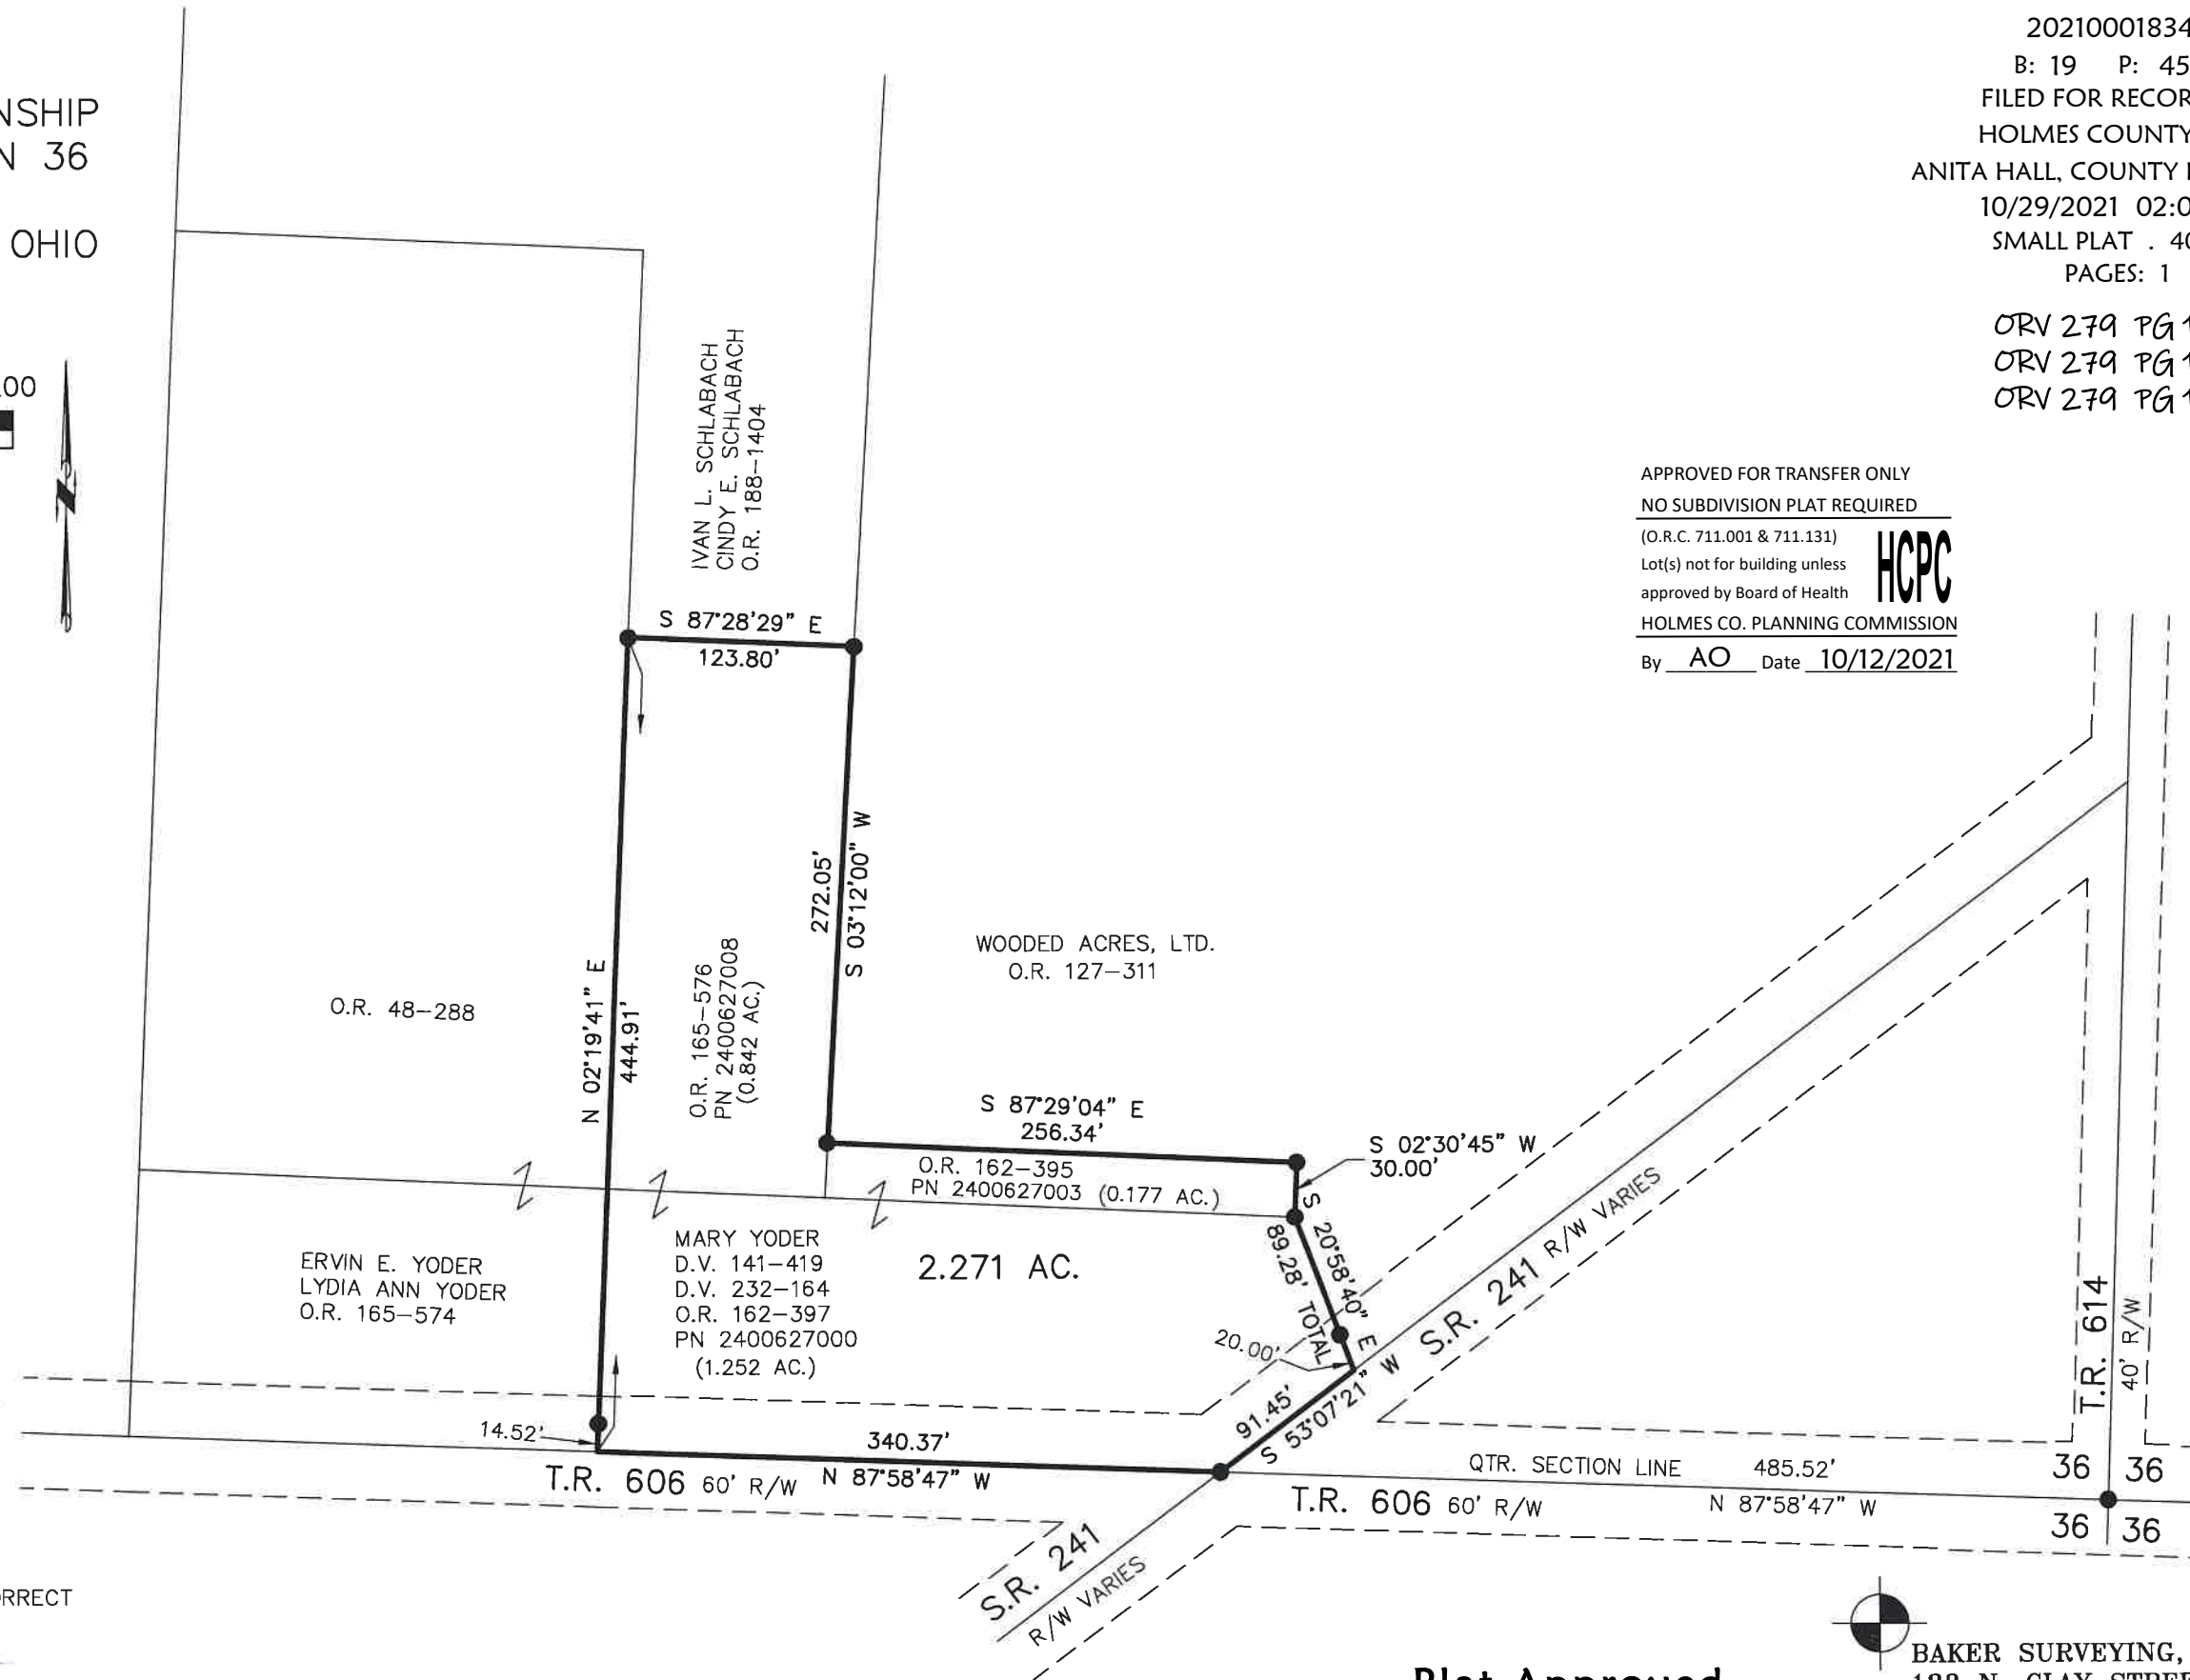 36
OHIO
20210001834
B: 19 P: 45
FILED FOR
HOLMES COUNTY
ANITA HALL, COUNTY
10/29/2021
SMALL PLAT .
PAGES: 1
ORV 279 PG
ORV 279 PG
ORV 279 PG
APPROVED FOR TRANSFER ONLY
NO SUBDIVISION PLAT REQUIRED
(O.R.C. 711.001 & 711.131)
Lot(s) not for building unless
approved by Board of Health
HCPC
HOLMES CO. PLANNING COMMISSION
By AO Date 10/12/2021
IVAN L. SCHLABACH
CINDY E. SCHLABACH
O.R. 188-1404
S 87°28'29" E
123.80'
272.05'
S 03°12'00" W
WOODED ACRES, LTD.
O.R. 127-311
O.R. 48-288
N 02°19'41" E
444.91'
O.R. 165-576
PN 2400627008
(0.842 AC.)
S 87°29'04" E
256.34'
S 02°30'45" W
30.00'
O.R. 162-395
PN 2400627003 (0.177 AC.)
MARY YODER
D.V. 141-419
D.V. 232-164
O.R. 162-397
PN 2400627000
(1.252 AC.)
2.271 AC.
ERVIN E. YODER
LYDIA ANN YODER
O.R. 165-574
S 20°58'40" E
89.28' TOTAL
20.00'
S.R. 241 R/W VARIES
T.R. 614
40' R/W
91.45'
S 53°07'21" W
14.52'
340.37'
T.R. 606 60' R/W N 87°58'47" W
QTR. SECTION LINE 485.52'
T.R. 606 60' R/W N 87°58'47" W
36 36
36 36
S.R. 241
R/W VARIES
BAKER SURVEYING,
Plat Approved